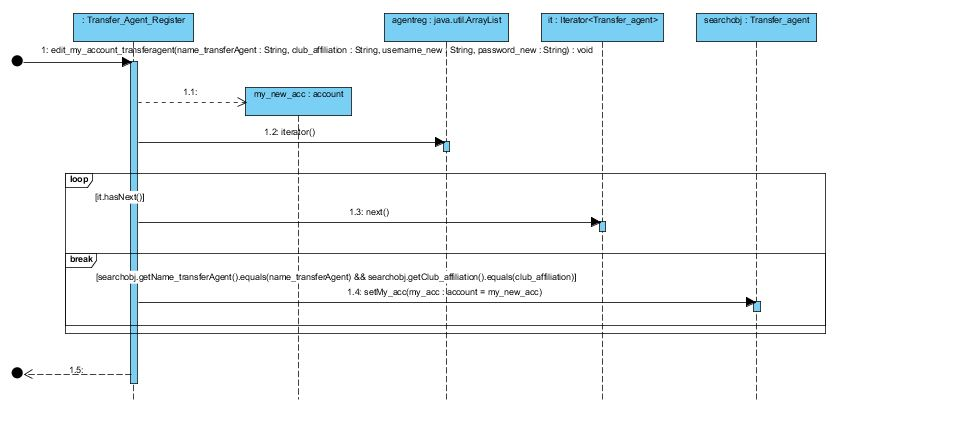 : Transfer_Agent_Register
agentreg : java.util.ArrayList
it : Iterator<Transfer_agent>
searchobj : Transfer_agent
1: edit_my_account_transferagent(name_transferAgent : String, club_affiliation : String, username_new : String, password_new : String) : void
1.1:
my_new_acc : account
1.2: iterator()
loop
[it.hasNext()]
1.3: next()
break
[searchobj.getName_transferAgent().equals(name_transferAgent) && searchobj.getClub_affiliation().equals(club_affiliation)]
1.4: setMy_acc(my_acc : account = my_new_acc)
1.5: